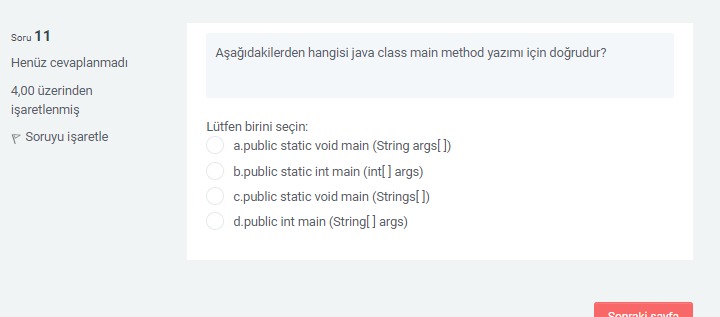 Soru 11
Henüz cevaplanmadı
4,00 üzerinden
işaretlenmiş
Soruyu işaretle
Aşağıdakilerden hangisi java class main method yazımı için doğrudur?
Lütfen birini seçin:
a.public static void main (String args[ ])
b.public static int main (int[ ] args)
c.public static void main (Strings[ ])
d.public int main (String[ ] args)
Sonraki sayfa